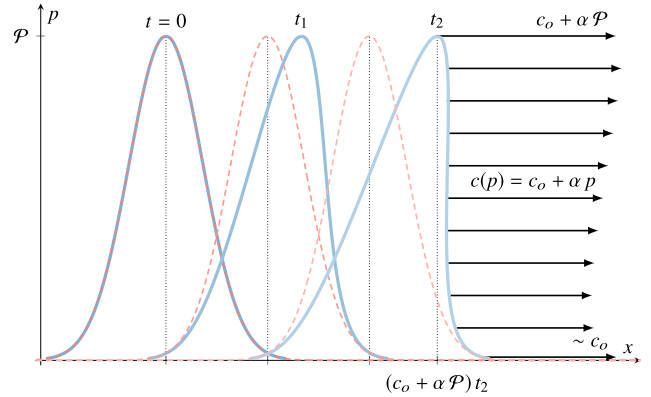 p
𝒫
t = 0
t₁
t₂
c₀ + α 𝒫
c(p) = c₀ + α p
~ c₀
x
(c₀ + α 𝒫) t₂